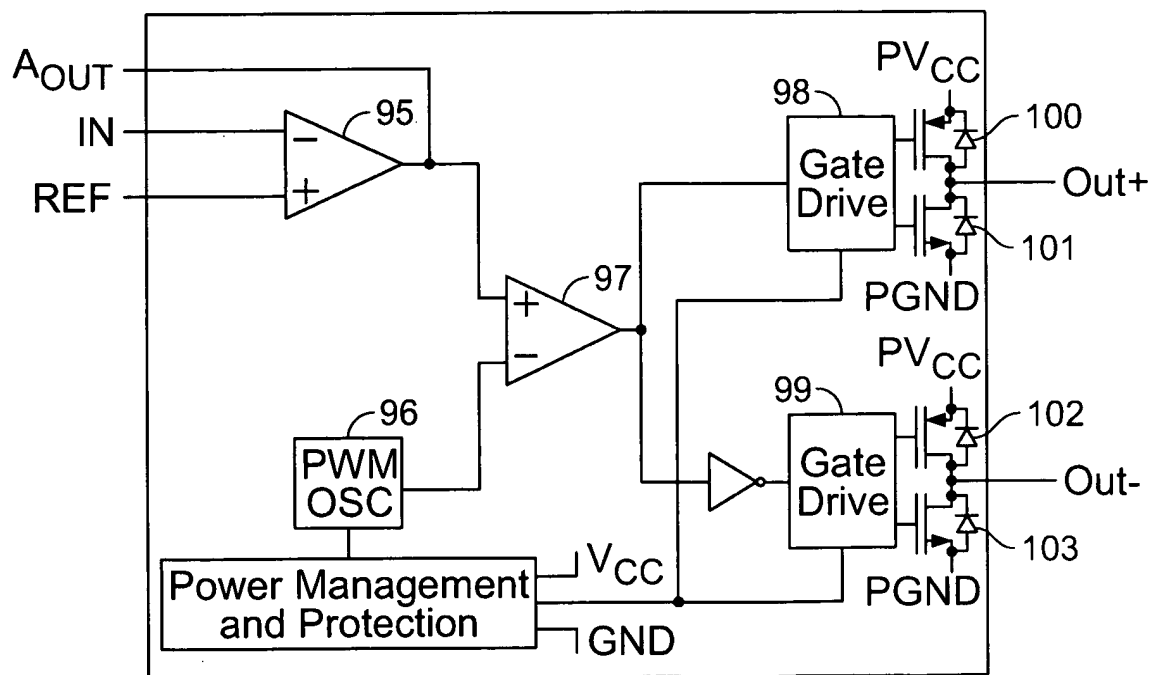 A_OUT
IN
REF
−
+
95
+
−
97
96
PWM
OSC
Power Management
and Protection
V_CC
GND
98
Gate
Drive
PV_CC
100
Out+
101
PGND
99
Gate
Drive
PV_CC
102
Out-
103
PGND